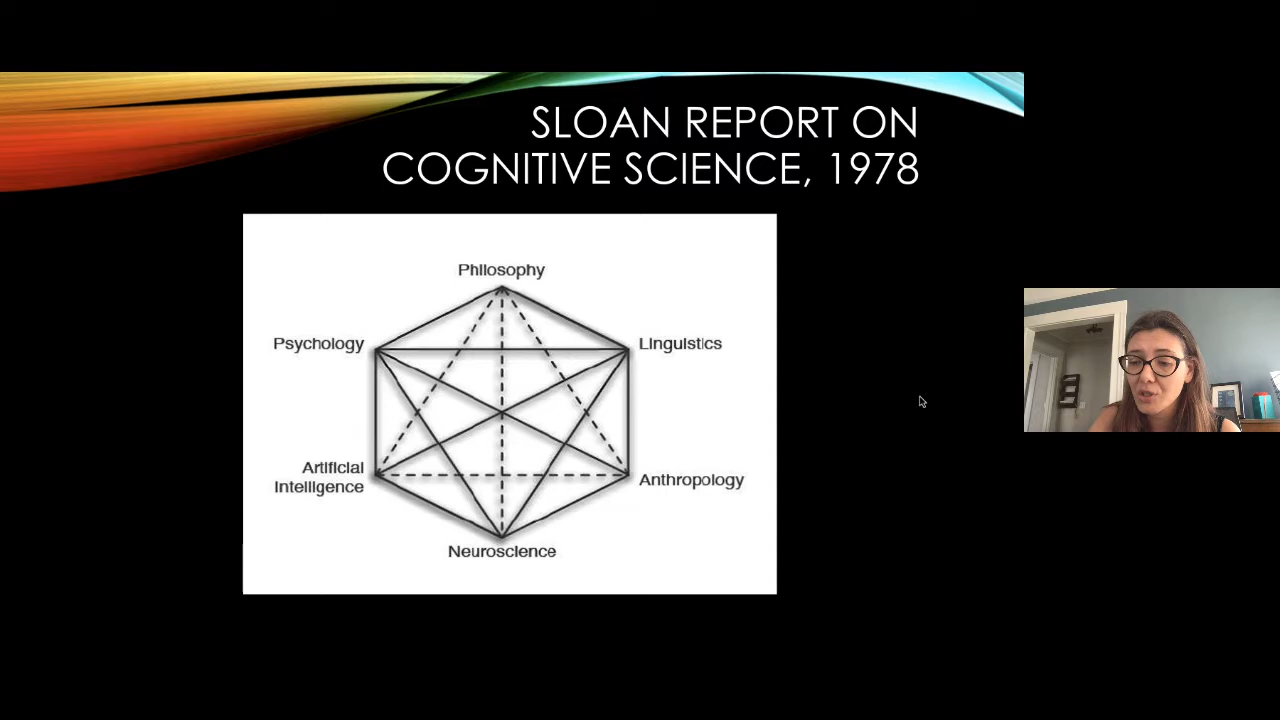 SLOAN REPORT ON
COGNITIVE SCIENCE, 1978
Philosophy
Psychology
Linguistics
Artificial
Intelligence
Anthropology
Neuroscience